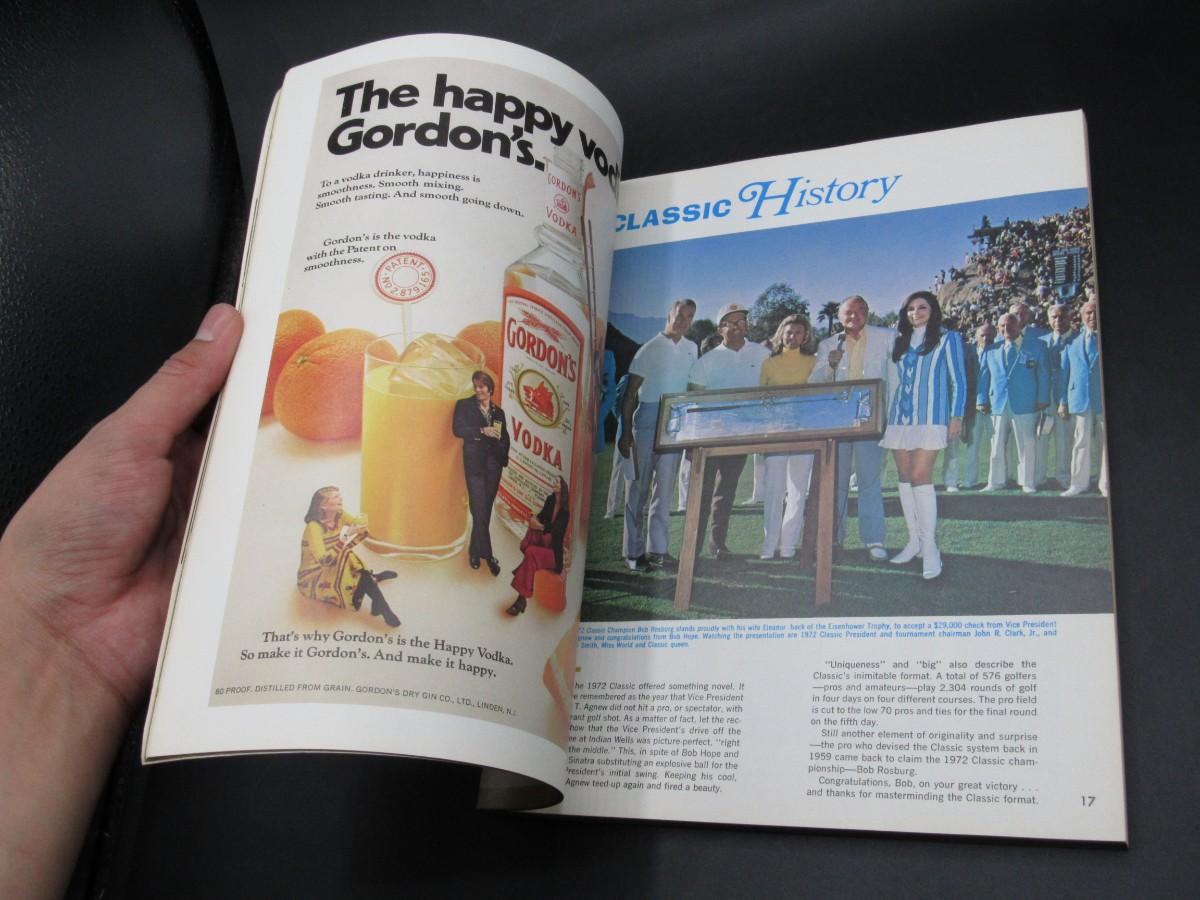 The happy vod
Gordon's.
To a vodka drinker, happiness is
smoothness. Smooth mixing.
Smooth tasting. And smooth going down.
Gordon's is the vodka
with the Patent on
smoothness.
PATENT
NO. 2,879,165
GORDON'S
VODKA
GORDON'S
VODKA
That's why Gordon's is the Happy Vodka.
So make it Gordon's. And make it happy.
80 PROOF. DISTILLED FROM GRAIN. GORDON'S DRY GIN CO., LTD., LINDEN, N.J.
CLASSIC History
72 Classic Champion Bob Rosburg stands proudly with his wife Eleanor back of the Eisenhower Trophy, to accept a $29,000 check from Vice President
gnew and congratulations from Bob Hope. Watching the presentation are 1972 Classic President and tournament chairman John R. Clark, Jr., and
Smith, Miss World and Classic queen.
he 1972 Classic offered something novel. It
e remembered as the year that Vice President
T. Agnew did not hit a pro, or spectator, with
rant golf shot. As a matter of fact, let the rec-
how that the Vice President's drive off the
ee at Indian Wells was picture-perfect, "right
the middle." This, in spite of Bob Hope and
Sinatra substituting an explosive ball for the
President's initial swing. Keeping his cool,
Agnew teed-up again and fired a beauty.
"Uniqueness" and "big" also describe the
Classic's inimitable format. A total of 576 golfers
—pros and amateurs—play 2,304 rounds of golf
in four days on four different courses. The pro field
is cut to the low 70 pros and ties for the final round
on the fifth day.
Still another element of originality and surprise
—the pro who devised the Classic system back in
1959 came back to claim the 1972 Classic cham-
pionship—Bob Rosburg.
Congratulations, Bob, on your great victory . . .
and thanks for masterminding the Classic format.
17